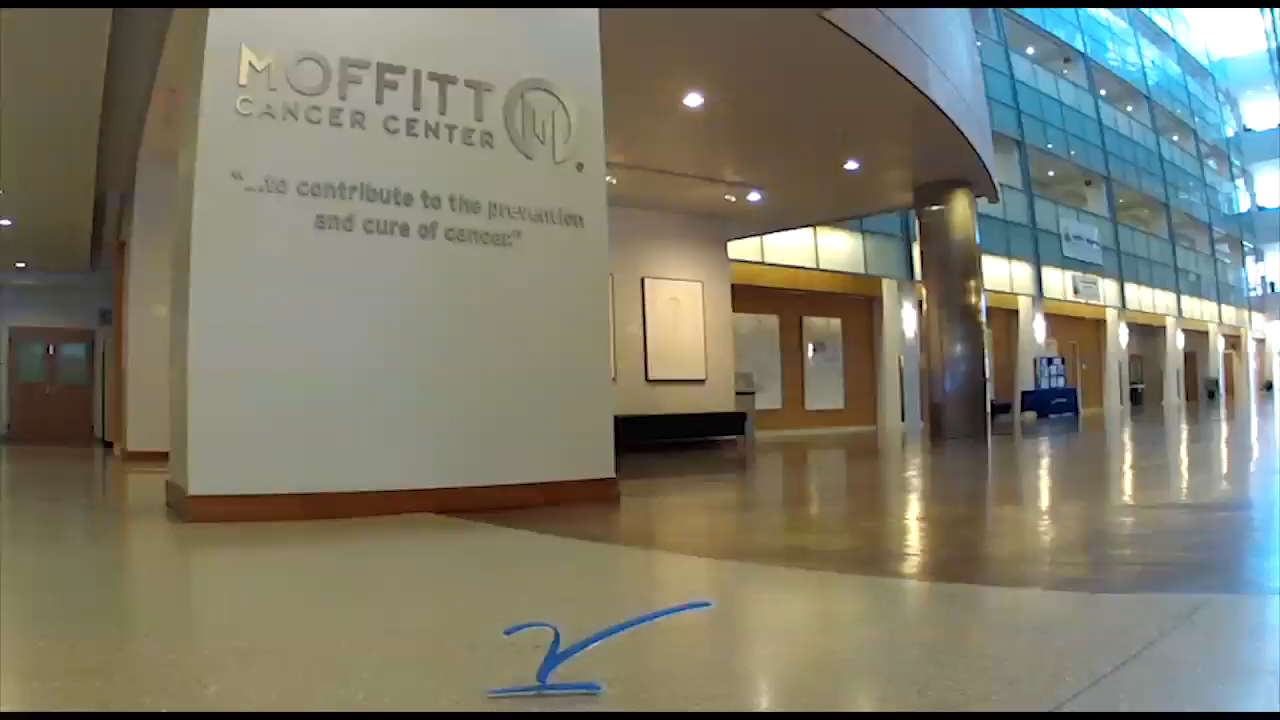 MOFFITT M
CANCER CENTER
“...to contribute to the prevention
and cure of cancer.”